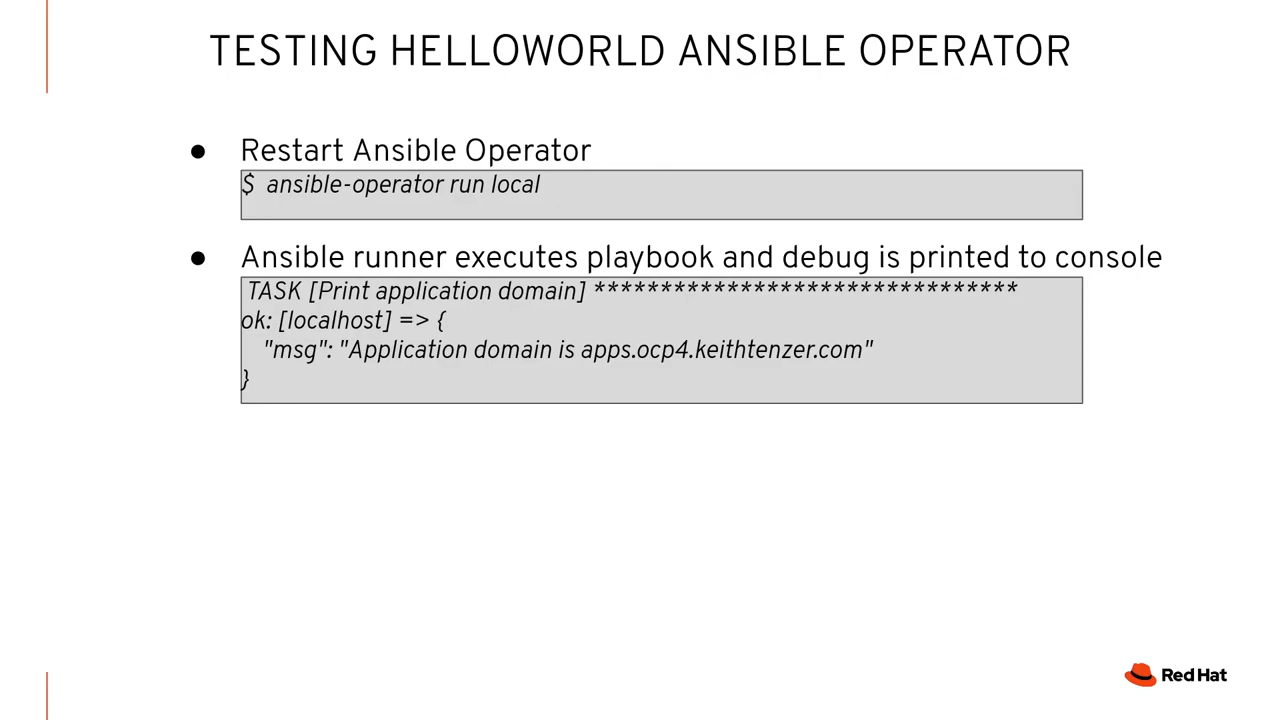 TESTING HELLOWORLD ANSIBLE OPERATOR
● Restart Ansible Operator
$ ansible-operator run local
● Ansible runner executes playbook and debug is printed to console
TASK [Print application domain] ********************************
ok: [localhost] => {
"msg": "Application domain is apps.ocp4.keithtenzer.com"
}
Red Hat